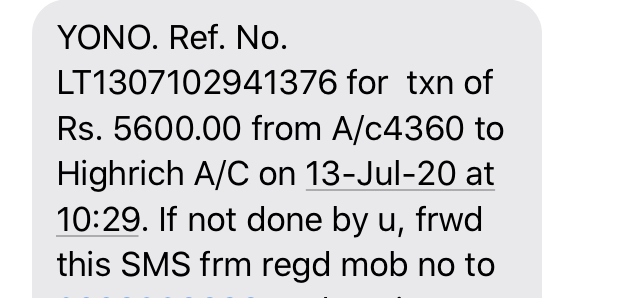 YONO. Ref. No.
LT1307102941376 for  txn of
Rs. 5600.00 from A/c4360 to
Highrich A/C on 13-Jul-20 at
10:29. If not done by u, frwd
this SMS frm regd mob no to